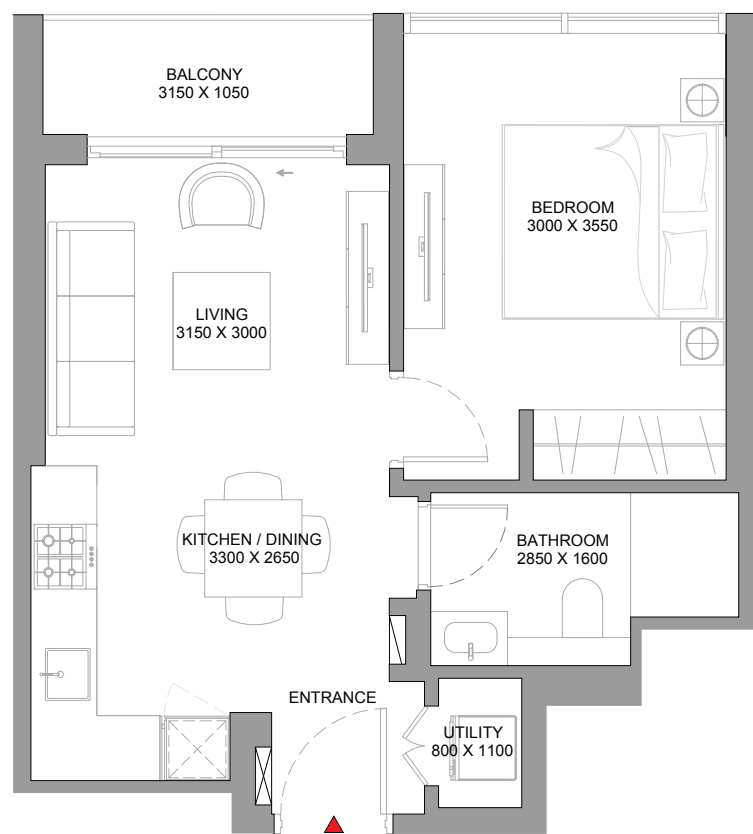 BALCONY
3150 X 1050
BEDROOM
3000 X 3550
LIVING
3150 X 3000
KITCHEN / DINING
3300 X 2650
BATHROOM
2850 X 1600
ENTRANCE
UTILITY
800 X 1100